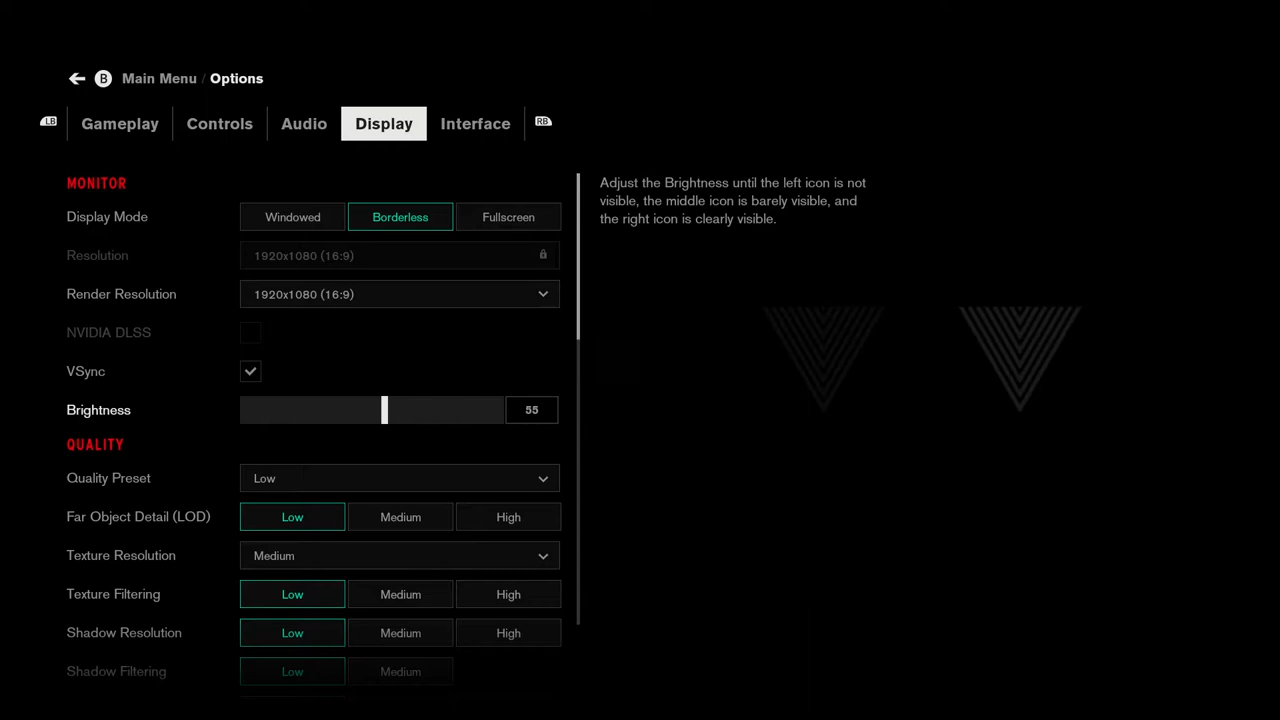 B Main Menu / Options
LB Gameplay Controls Audio Display Interface RB
MONITOR
Display Mode Windowed Borderless Fullscreen
Resolution 1920x1080 (16:9)
Render Resolution 1920x1080 (16:9)
NVIDIA DLSS
VSync
Brightness 55
QUALITY
Quality Preset Low
Far Object Detail (LOD) Low Medium High
Texture Resolution Medium
Texture Filtering Low Medium High
Shadow Resolution Low Medium High
Shadow Filtering Low Medium
Adjust the Brightness until the left icon is not
visible, the middle icon is barely visible, and
the right icon is clearly visible.